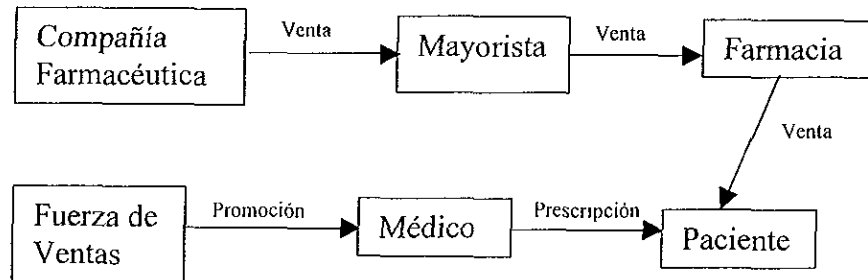 Compañía
Farmacéutica
Venta
Mayorista
Venta
Farmacia
Venta
Fuerza de
Ventas
Promoción
Médico
Prescripción
Paciente